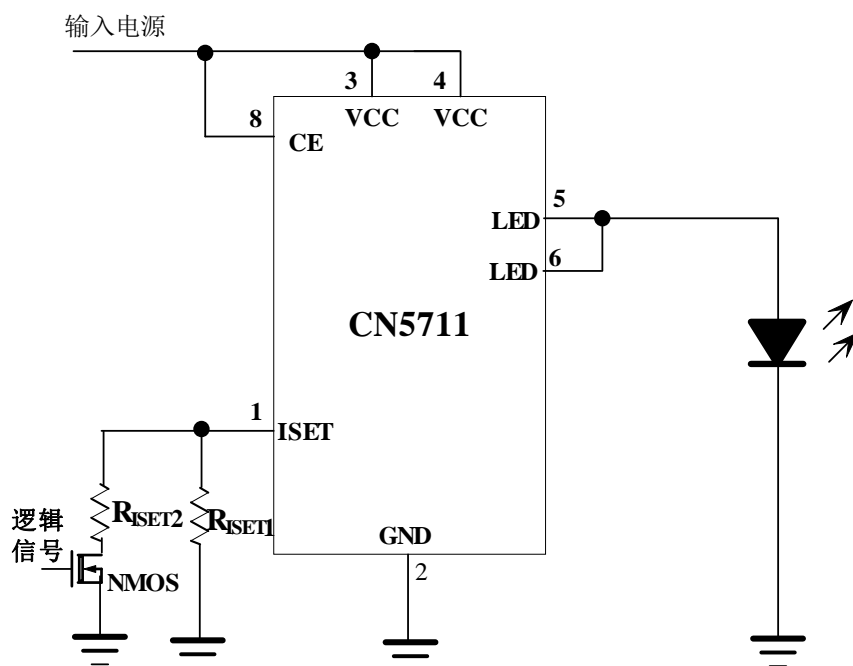 输入电源
3
4
8
VCC
VCC
CE
5
LED
6
LED
CN5711
1
ISET
逻辑
信号
RISET2
RISET1
GND
NMOS
2